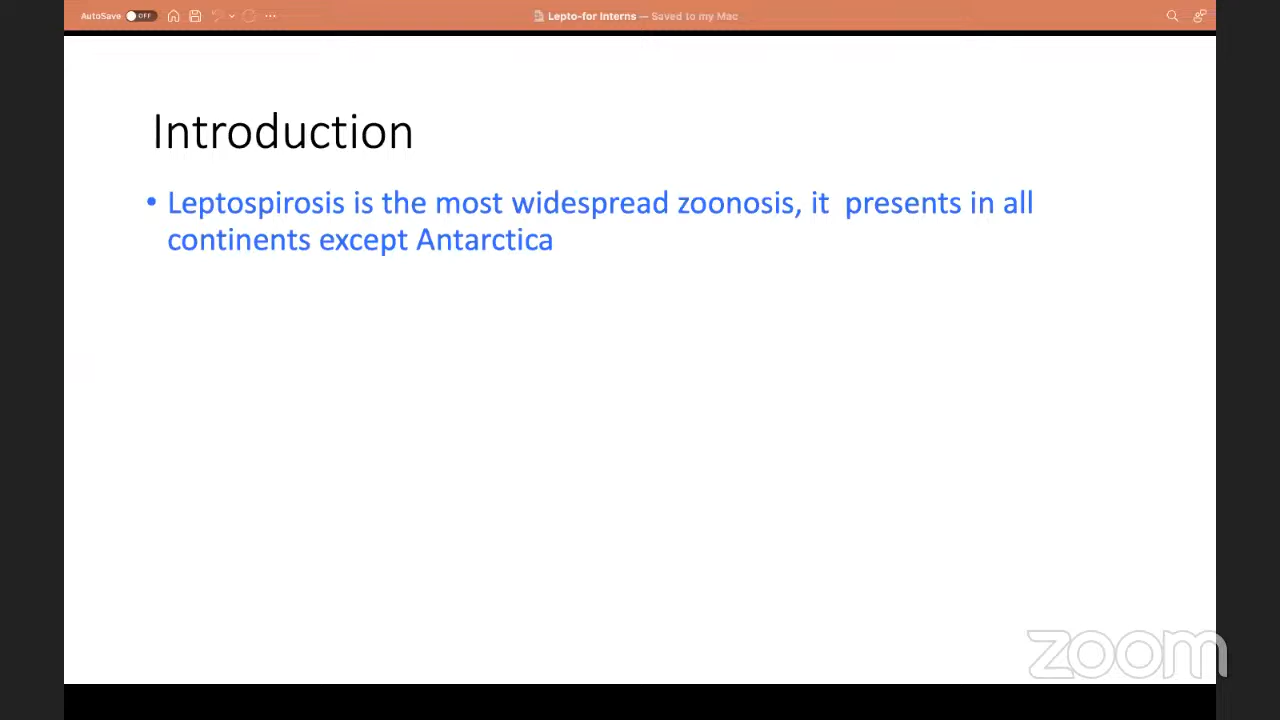 AutoSave OFF
Lepto-for Interns — Saved to my Mac
Introduction
• Leptospirosis is the most widespread zoonosis, it  presents in all
continents except Antarctica
zoom